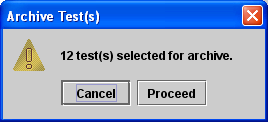 Archive Test(s)
12 test(s) selected for archive.
Cancel
Proceed